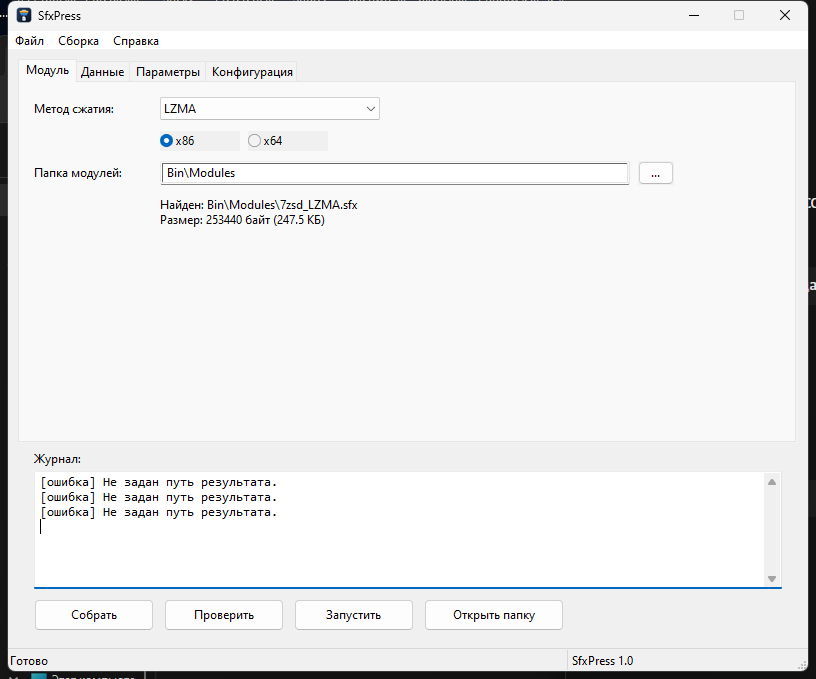 SfxPress
Файл Сборка Справка
Модуль Данные Параметры Конфигурация
Метод сжатия: LZMA
x86 x64
Папка модулей: Bin\Modules ...
Найден: Bin\Modules\7zsd_LZMA.sfx
Размер: 253440 байт (247.5 КБ)
Журнал:
[ошибка] Не задан путь результата.
[ошибка] Не задан путь результата.
[ошибка] Не задан путь результата.
Собрать Проверить Запустить Открыть папку
Готово SfxPress 1.0